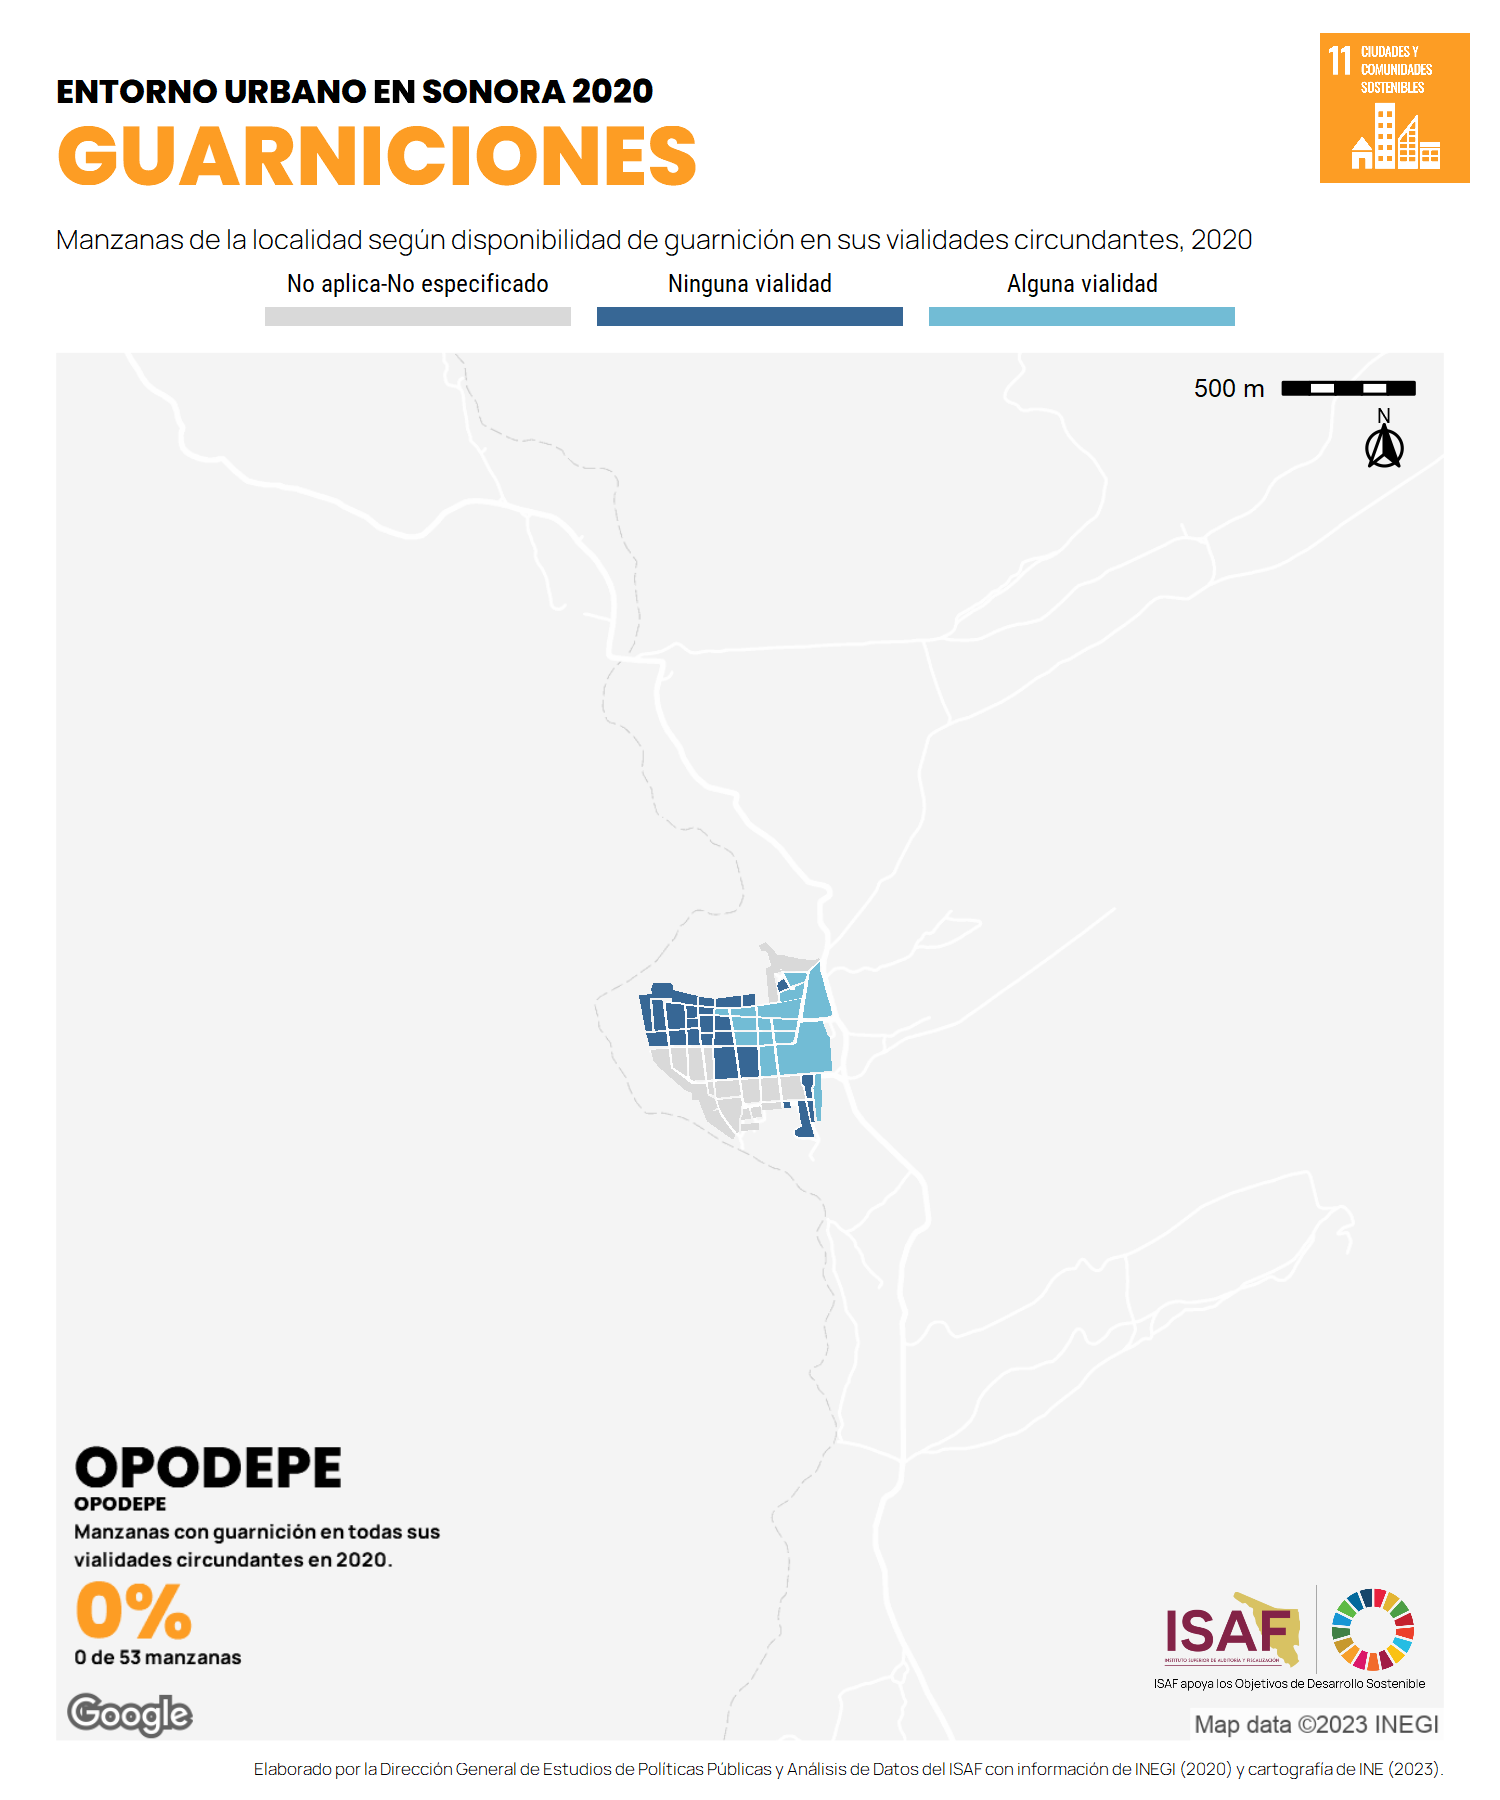 11 CIUDADES Y
COMUNIDADES
SOSTENIBLES
ENTORNO URBANO EN SONORA 2020
GUARNICIONES
Manzanas de la localidad según disponibilidad de guarnición en sus vialidades circundantes, 2020
No aplica-No especificado
Ninguna vialidad
Alguna vialidad
500 m
N
OPODEPE
OPODEPE
Manzanas con guarnición en todas sus
vialidades circundantes en 2020.
0%
0 de 53 manzanas
Google
ISAF
INSTITUTO SUPERIOR DE AUDITORÍA Y FISCALIZACIÓN
ISAF apoya los Objetivos de Desarrollo Sostenible
Map data ©2023 INEGI
Elaborado por la Dirección General de Estudios de Políticas Públicas y Análisis de Datos del ISAF con información de INEGI (2020) y cartografía de INE (2023).